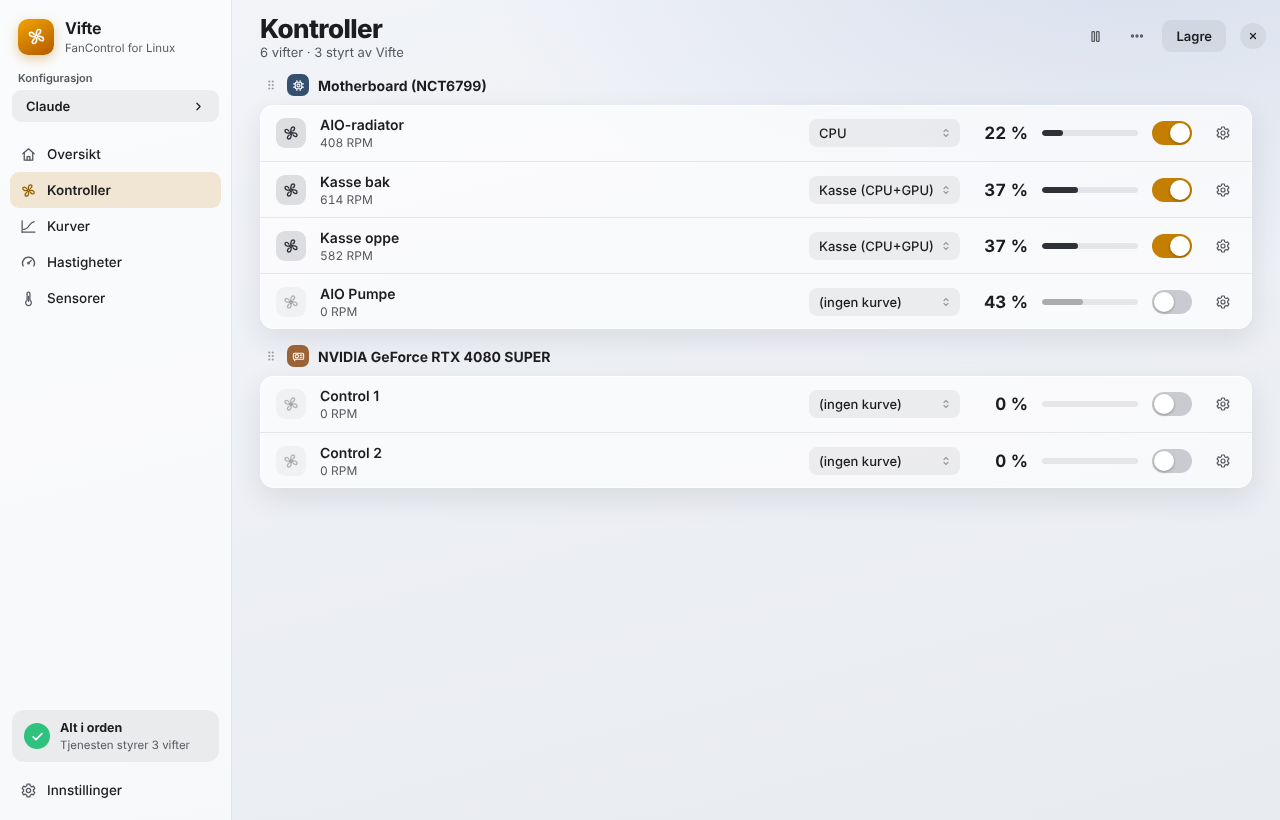 Vifte
FanControl for Linux
Konfigurasjon
Claude
Oversikt
Kontroller
Kurver
Hastigheter
Sensorer
Alt i orden
Tjenesten styrer 3 vifter
Innstillinger
Kontroller
6 vifter · 3 styrt av Vifte
Lagre
Motherboard (NCT6799)
AIO-radiator
408 RPM
CPU
22 %
Kasse bak
614 RPM
Kasse (CPU+GPU)
37 %
Kasse oppe
582 RPM
Kasse (CPU+GPU)
37 %
AIO Pumpe
0 RPM
(ingen kurve)
43 %
NVIDIA GeForce RTX 4080 SUPER
Control 1
0 RPM
(ingen kurve)
0 %
Control 2
0 RPM
(ingen kurve)
0 %